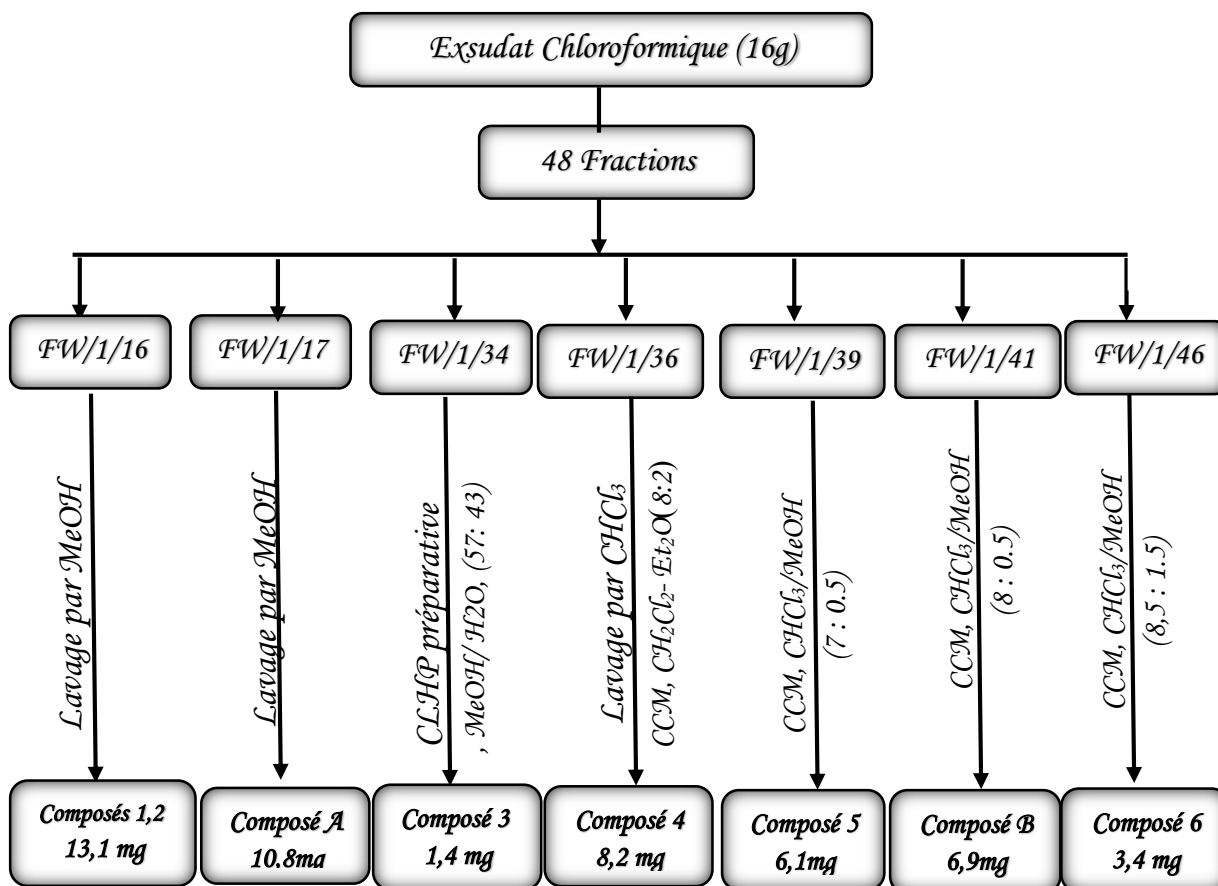 Exsudat Chloroformique (16g)
48 Fractions
FW/1/16
FW/1/17
FW/1/34
FW/1/36
FW/1/39
FW/1/41
FW/1/46
Lavage par MeOH
Lavage par MeOH
CLHP préparative
, MeOH/ H2O, (57: 43)
Lavage par CHCl₃
CCM, CH₂Cl₂- Et₂O(8:2)
CCM, CHCl₃/MeOH
(7 : 0.5)
CCM, CHCl₃/MeOH
(8 : 0.5)
CCM, CHCl₃/MeOH
(8,5 : 1.5)
Composés 1,2
13,1 mg
Composé A
10.8ma
Composé 3
1,4 mg
Composé 4
8,2 mg
Composé 5
6,1mg
Composé B
6,9mg
Composé 6
3,4 mg